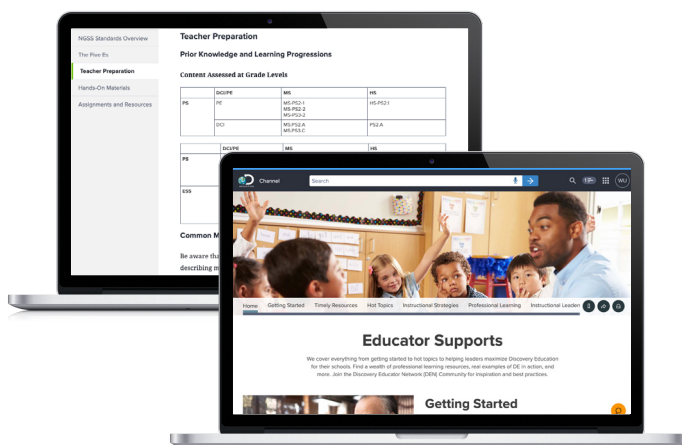 NGSS Standards Overview
The Five Es
Teacher Preparation
Hands-On Materials
Assignments and Resources
Teacher Preparation
Prior Knowledge and Learning Progressions
Content Assessed at Grade Levels
DCI/PE MS HS
PS PE MS-PS2-1 HS-PS2-1
MS-PS2-2
MS-PS3-2
DCI MS-PS2.A PS2.A
MS-PS3.C
DCI/PE MS HS
PS
ESS
Common M
Be aware tha
describing m
Channel
Search
WU
Home Getting Started Timely Resources Hot Topics Instructional Strategies Professional Learning Instructional Leaders
Educator Supports
We cover everything from getting started to hot topics to helping leaders maximize Discovery Education
for their schools. Find a wealth of professional learning resources, real examples of DE in action, and
more. Join the Discovery Educator Network (DEN) Community for inspiration and best practices.
Getting Started